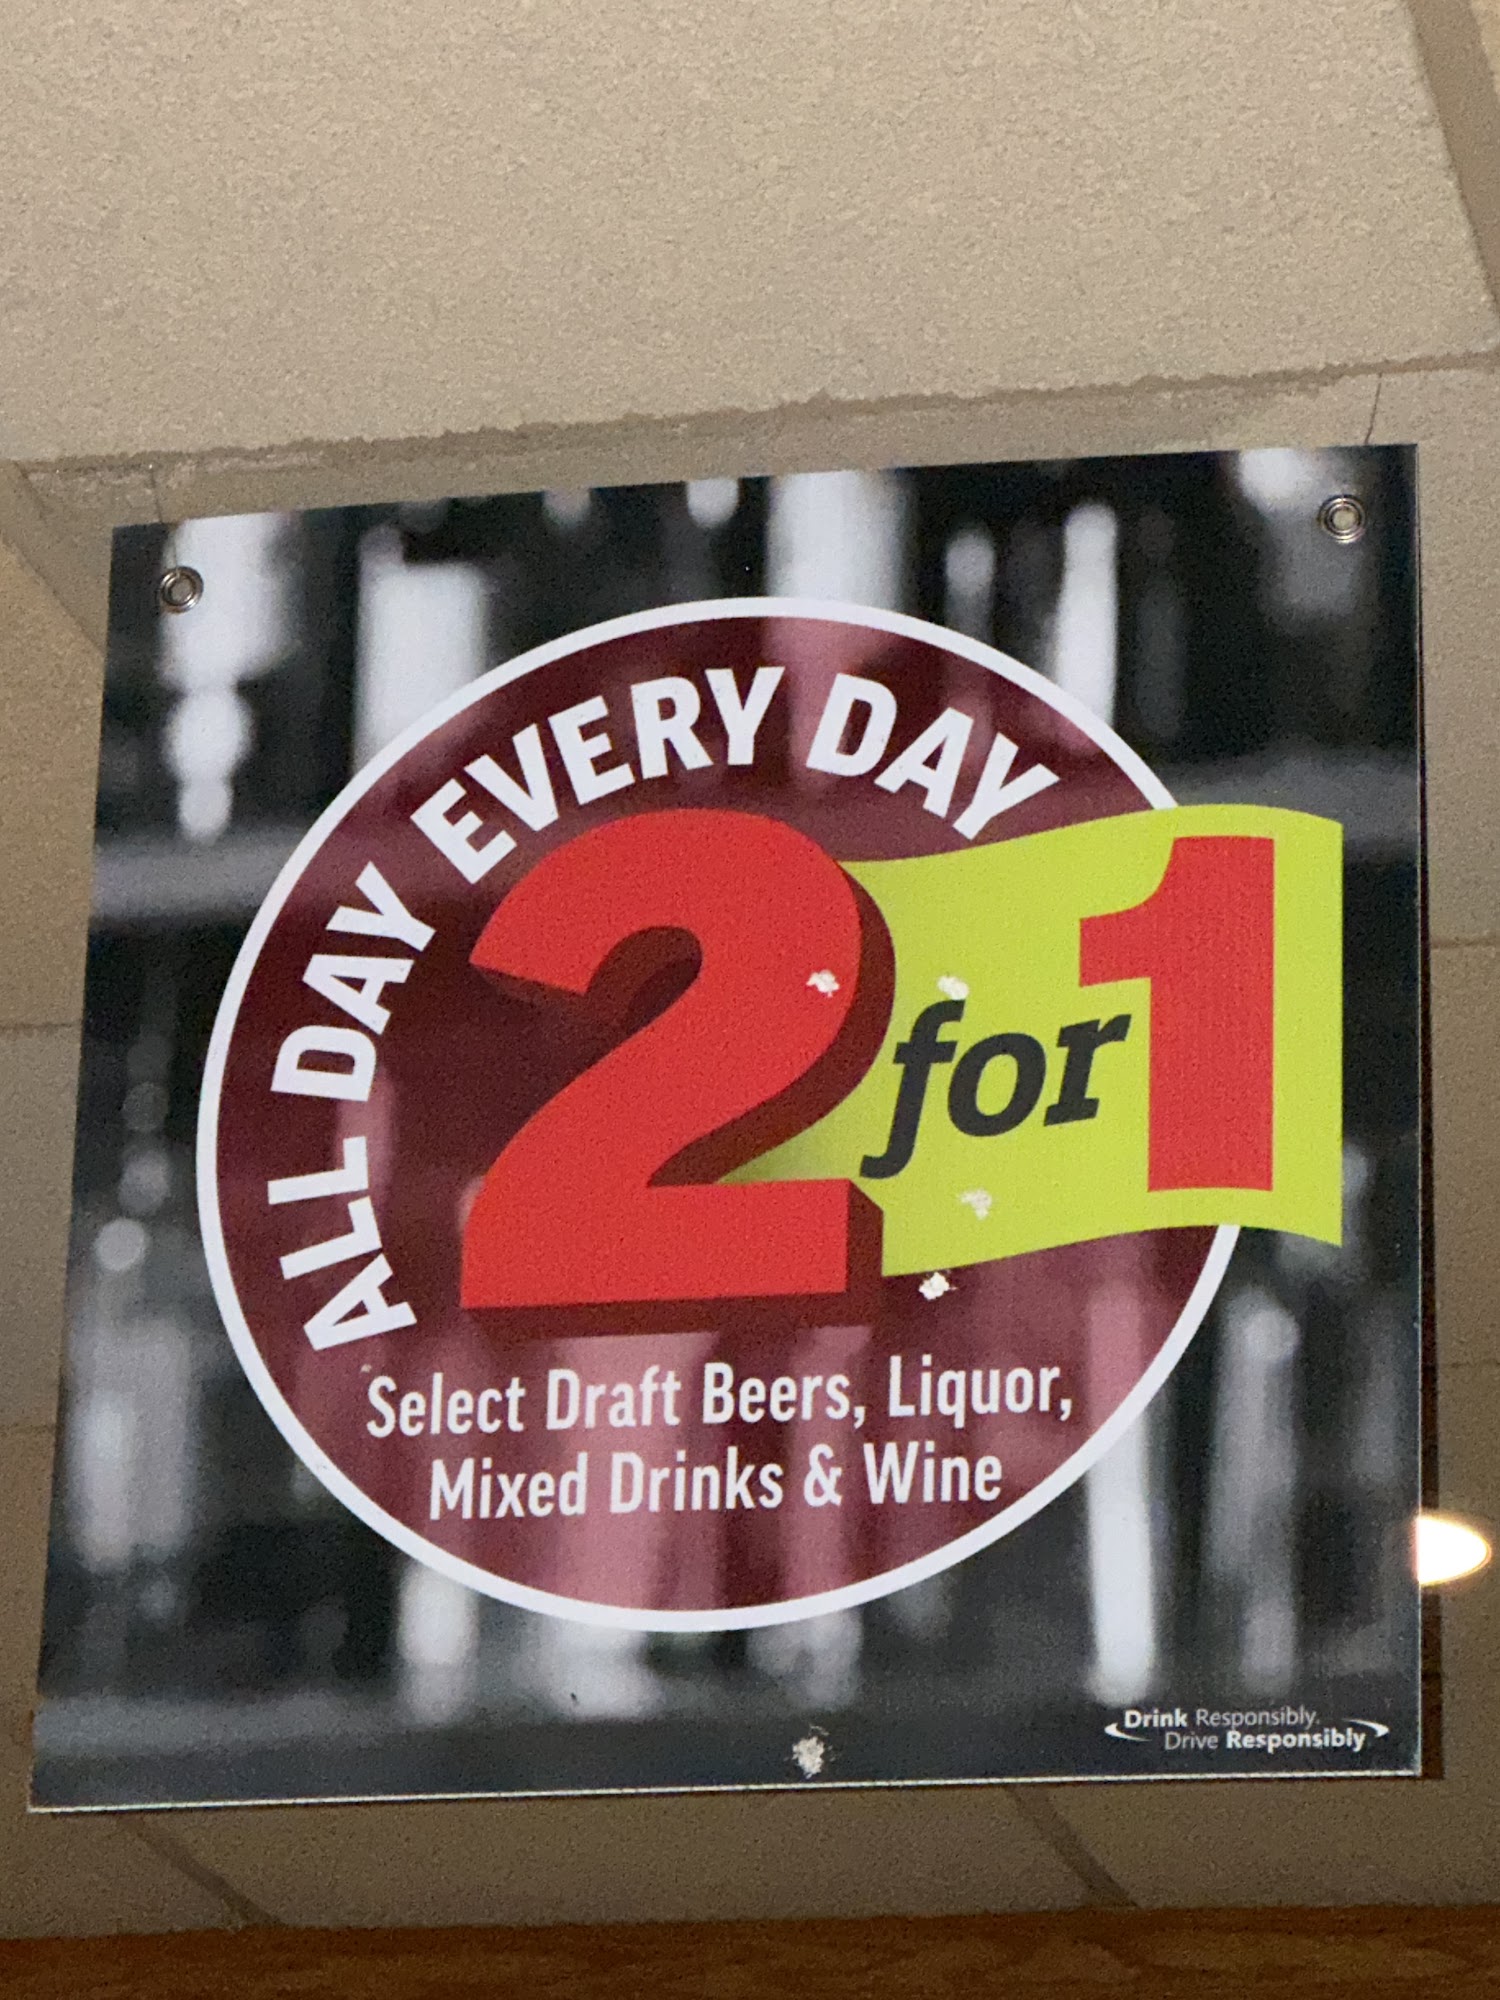 ALL DAY EVERY DAY
2 for 1
Select Draft Beers, Liquor,
Mixed Drinks & Wine
Drink Responsibly.
Drive Responsibly